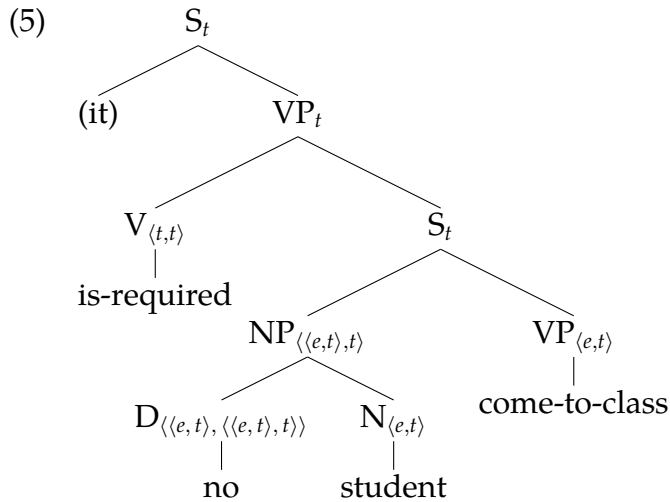 (5) S_t
(it) VP_t
V_⟨t,t⟩ S_t
is-required
NP_⟨⟨e,t⟩,t⟩ VP_⟨e,t⟩
come-to-class
D_⟨⟨e,t⟩,⟨⟨e,t⟩,t⟩⟩ N_⟨e,t⟩
no student